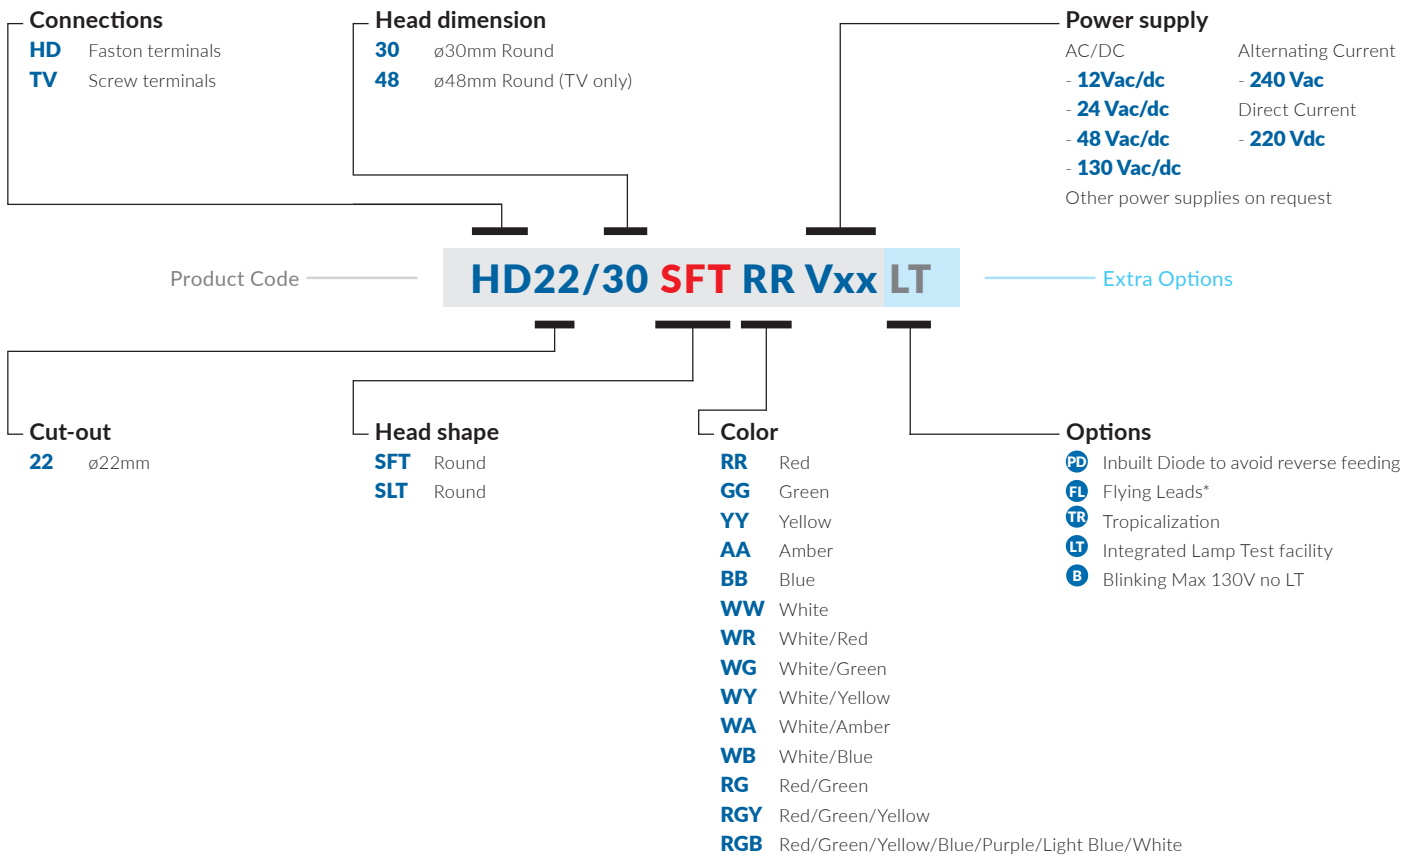 Connections
HD Faston terminals
TV Screw terminals
Head dimension
30 ø30mm Round
48 ø48mm Round (TV only)
Power supply
AC/DC Alternating Current
- 12Vac/dc - 240 Vac
- 24 Vac/dc Direct Current
- 48 Vac/dc - 220 Vdc
- 130 Vac/dc
Other power supplies on request
Product Code HD22/30 SFT RR Vxx LT Extra Options
Cut-out
22 ø22mm
Head shape
SFT Round
SLT Round
Color
RR Red
GG Green
YY Yellow
AA Amber
BB Blue
WW White
WR White/Red
WG White/Green
WY White/Yellow
WA White/Amber
WB White/Blue
RG Red/Green
RGY Red/Green/Yellow
RGB Red/Green/Yellow/Blue/Purple/Light Blue/White
Options
PD Inbuilt Diode to avoid reverse feeding
FL Flying Leads*
TR Tropicalization
LT Integrated Lamp Test facility
B Blinking Max 130V no LT